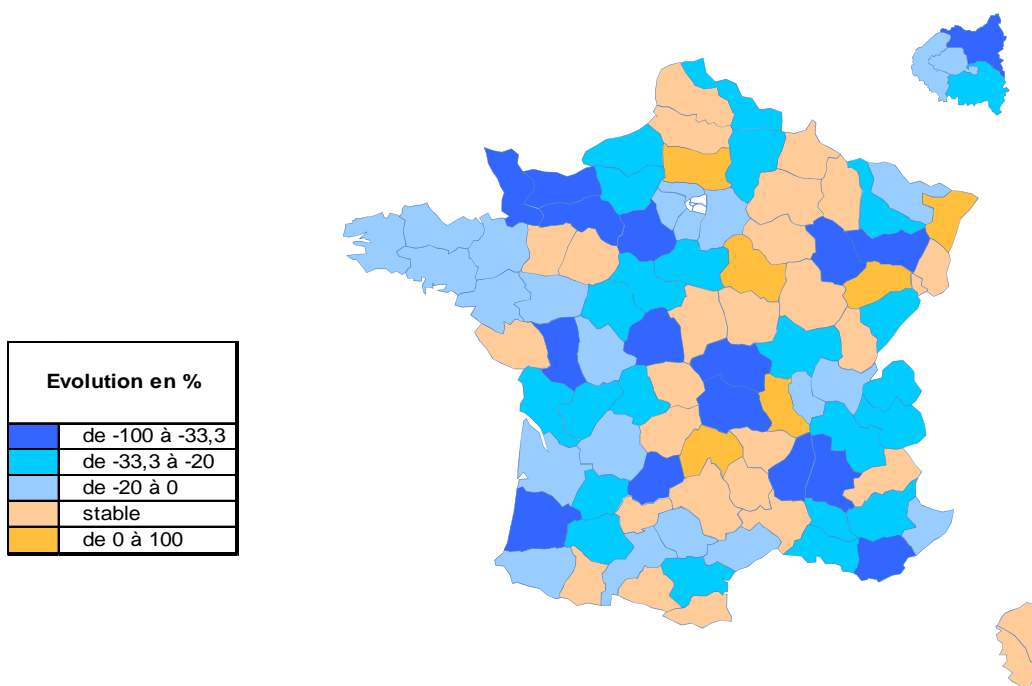 Evolution en %
de -100 à -33,3
de -33,3 à -20
de -20 à 0
stable
de 0 à 100